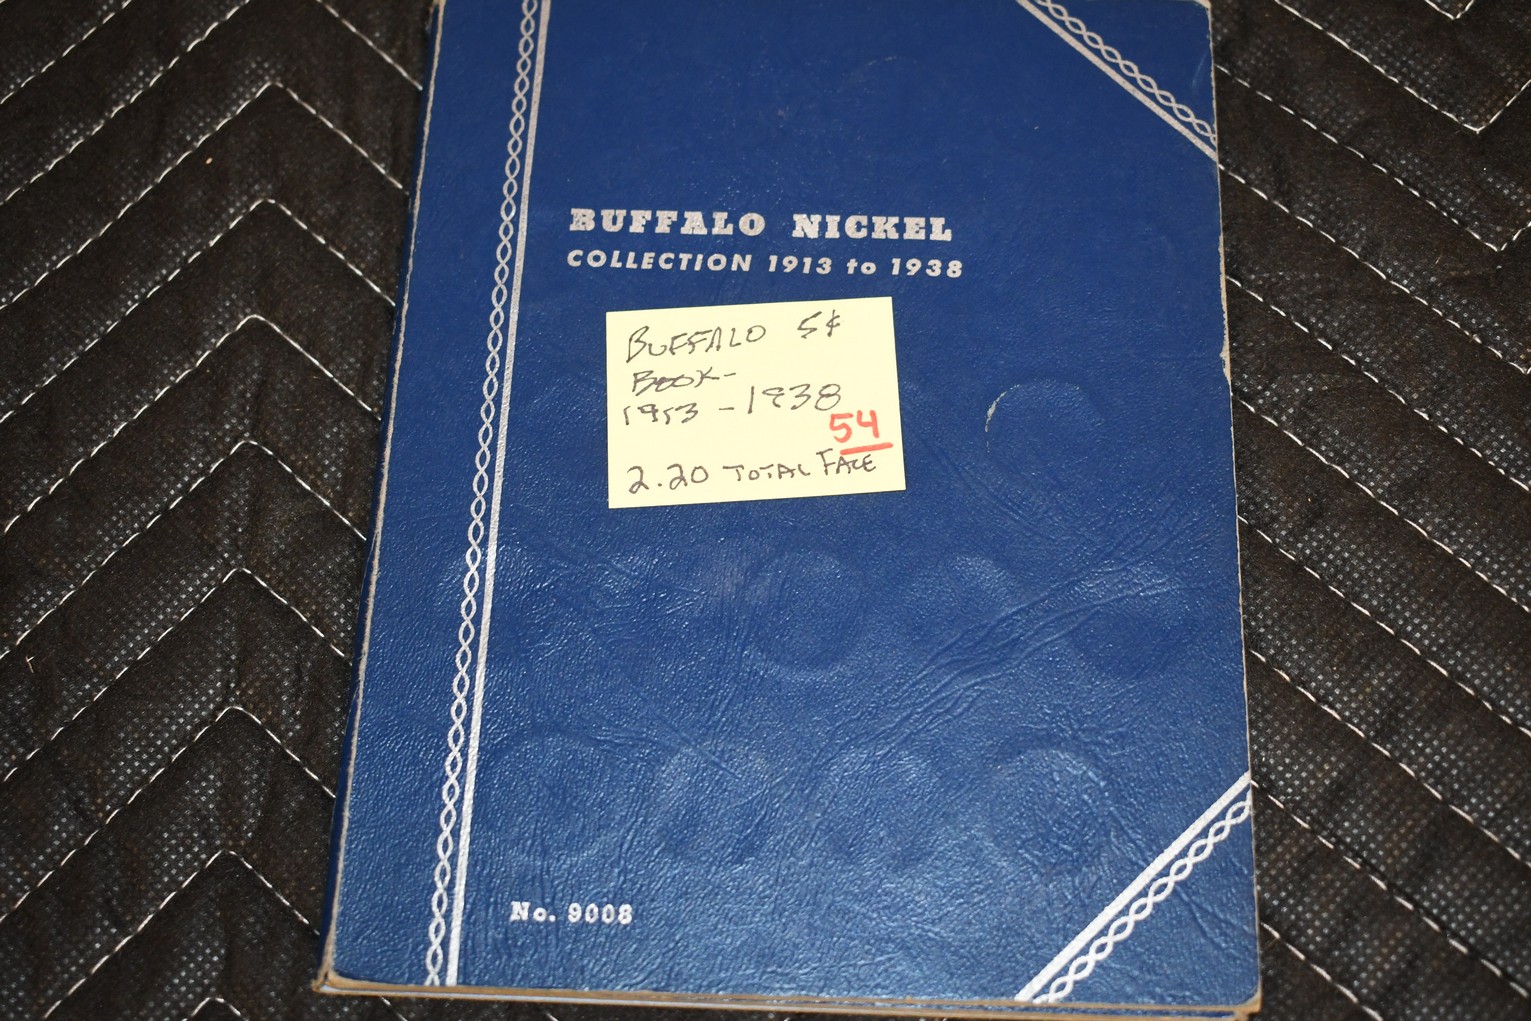 BUFFALO NICKEL
COLLECTION 1913 to 1938
BUFFALO 5¢
BOOK-
1913 - 1938
54
2.20 TOTAL FACE
No. 9008